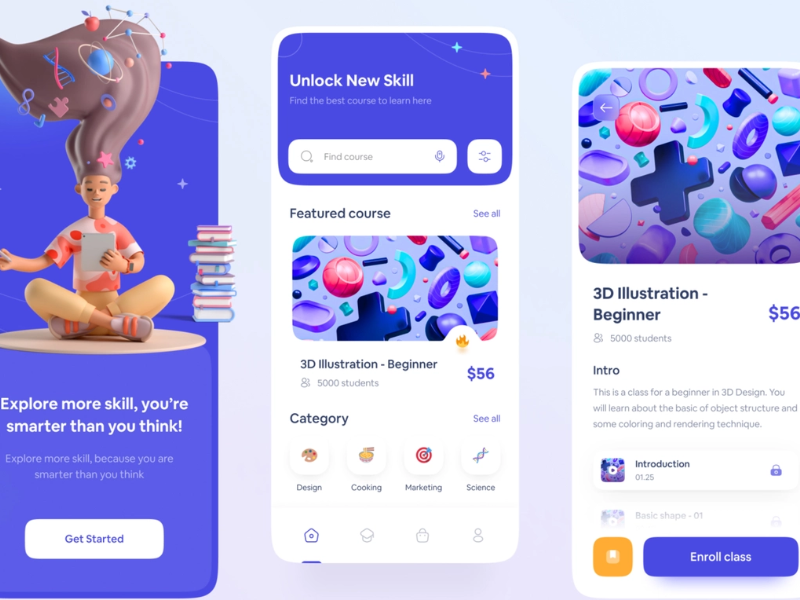 Explore more skill, you're
smarter than you think!
Explore more skill, because you are
smarter than you think
Get Started
Unlock New Skill
Find the best course to learn here
Find course
Featured course
See all
3D Illustration - Beginner
5000 students
$56
Category
See all
Design
Cooking
Marketing
Science
3D Illustration -
Beginner
$56
5000 students
Intro
This is a class for a beginner in 3D Design. You
will learn about the basic of object structure and
some coloring and rendering technique.
Introduction
01.25
Basic shape - 01
Enroll class